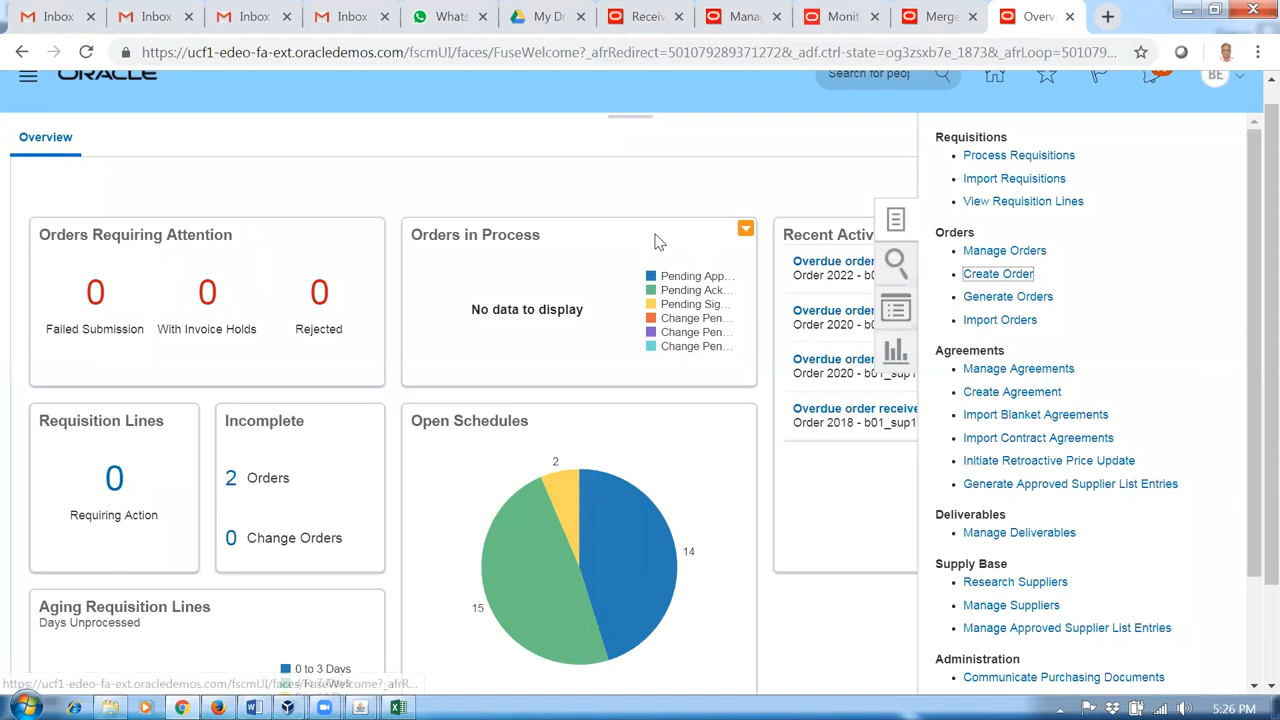 Inbox
Inbox
Inbox
Inbox
Whats
My D
Recei
Mana
Monit
Merg
Overv
https://ucf1-edeo-fa-ext.oracledemos.com/fscmUI/faces/FuseWelcome?_afrRedirect=501079289371272&_adf.ctrl-state=og3zsxb7e_1873&_afrLoop=501079...
ORACLE
Search for peop
BE
Overview
Orders Requiring Attention
0 0 0
Failed Submission With Invoice Holds Rejected
Orders in Process
No data to display
Pending App...
Pending Ack...
Pending Sig...
Change Pen...
Change Pen...
Change Pen...
Recent Activ
Overdue order
Order 2022 - b0
Overdue order
Order 2020 - b0
Overdue order
Order 2020 - b01_sup1
Overdue order receive
Order 2018 - b01_sup1
Requisition Lines
0
Requiring Action
Incomplete
2 Orders
0 Change Orders
Open Schedules
2
14
15
Aging Requisition Lines
Days Unprocessed
0 to 3 Days
Requisitions
Process Requisitions
Import Requisitions
View Requisition Lines
Orders
Manage Orders
Create Order
Generate Orders
Import Orders
Agreements
Manage Agreements
Create Agreement
Import Blanket Agreements
Import Contract Agreements
Initiate Retroactive Price Update
Generate Approved Supplier List Entries
Deliverables
Manage Deliverables
Supply Base
Research Suppliers
Manage Suppliers
Manage Approved Supplier List Entries
Administration
Communicate Purchasing Documents
https://ucf1-edeo-fa-ext.oracledemos.com/fscmUI/faces/FuseWelcome?_afrR...
5:26 PM